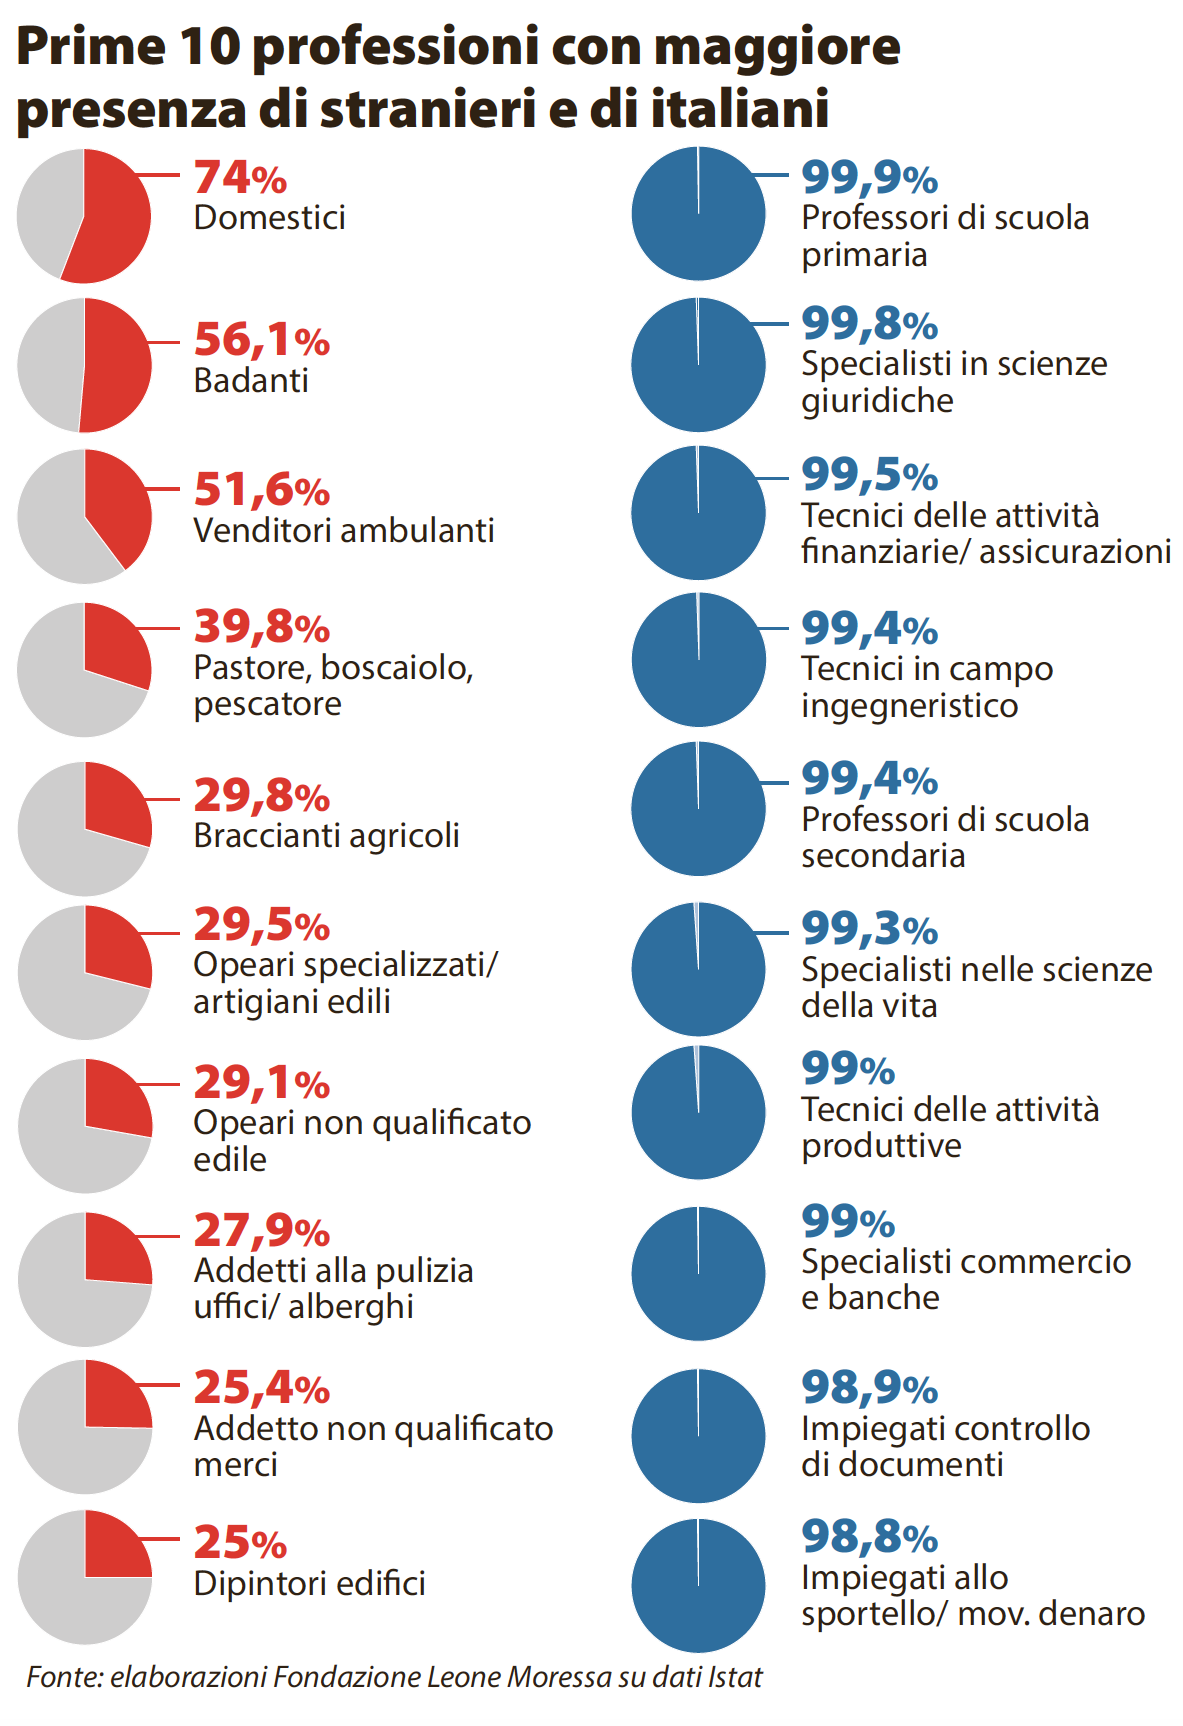 Prime 10 professioni con maggiore
presenza di stranieri e di italiani
74%
Domestici
56,1%
Badanti
51,6%
Venditori ambulanti
39,8%
Pastore, boscaiolo,
pescatore
29,8%
Braccianti agricoli
29,5%
Opeari specializzati/
artigiani edili
29,1%
Opeari non qualificato
edile
27,9%
Addetti alla pulizia
uffici/ alberghi
25,4%
Addetto non qualificato
merci
25%
Dipintori edifici
99,9%
Professori di scuola
primaria
99,8%
Specialisti in scienze
giuridiche
99,5%
Tecnici delle attività
finanziarie/ assicurazioni
99,4%
Tecnici in campo
ingegneristico
99,4%
Professori di scuola
secondaria
99,3%
Specialisti nelle scienze
della vita
99%
Tecnici delle attività
produttive
99%
Specialisti commercio
e banche
98,9%
Impiegati controllo
di documenti
98,8%
Impiegati allo
sportello/ mov. denaro
Fonte: elaborazioni Fondazione Leone Moressa su dati Istat